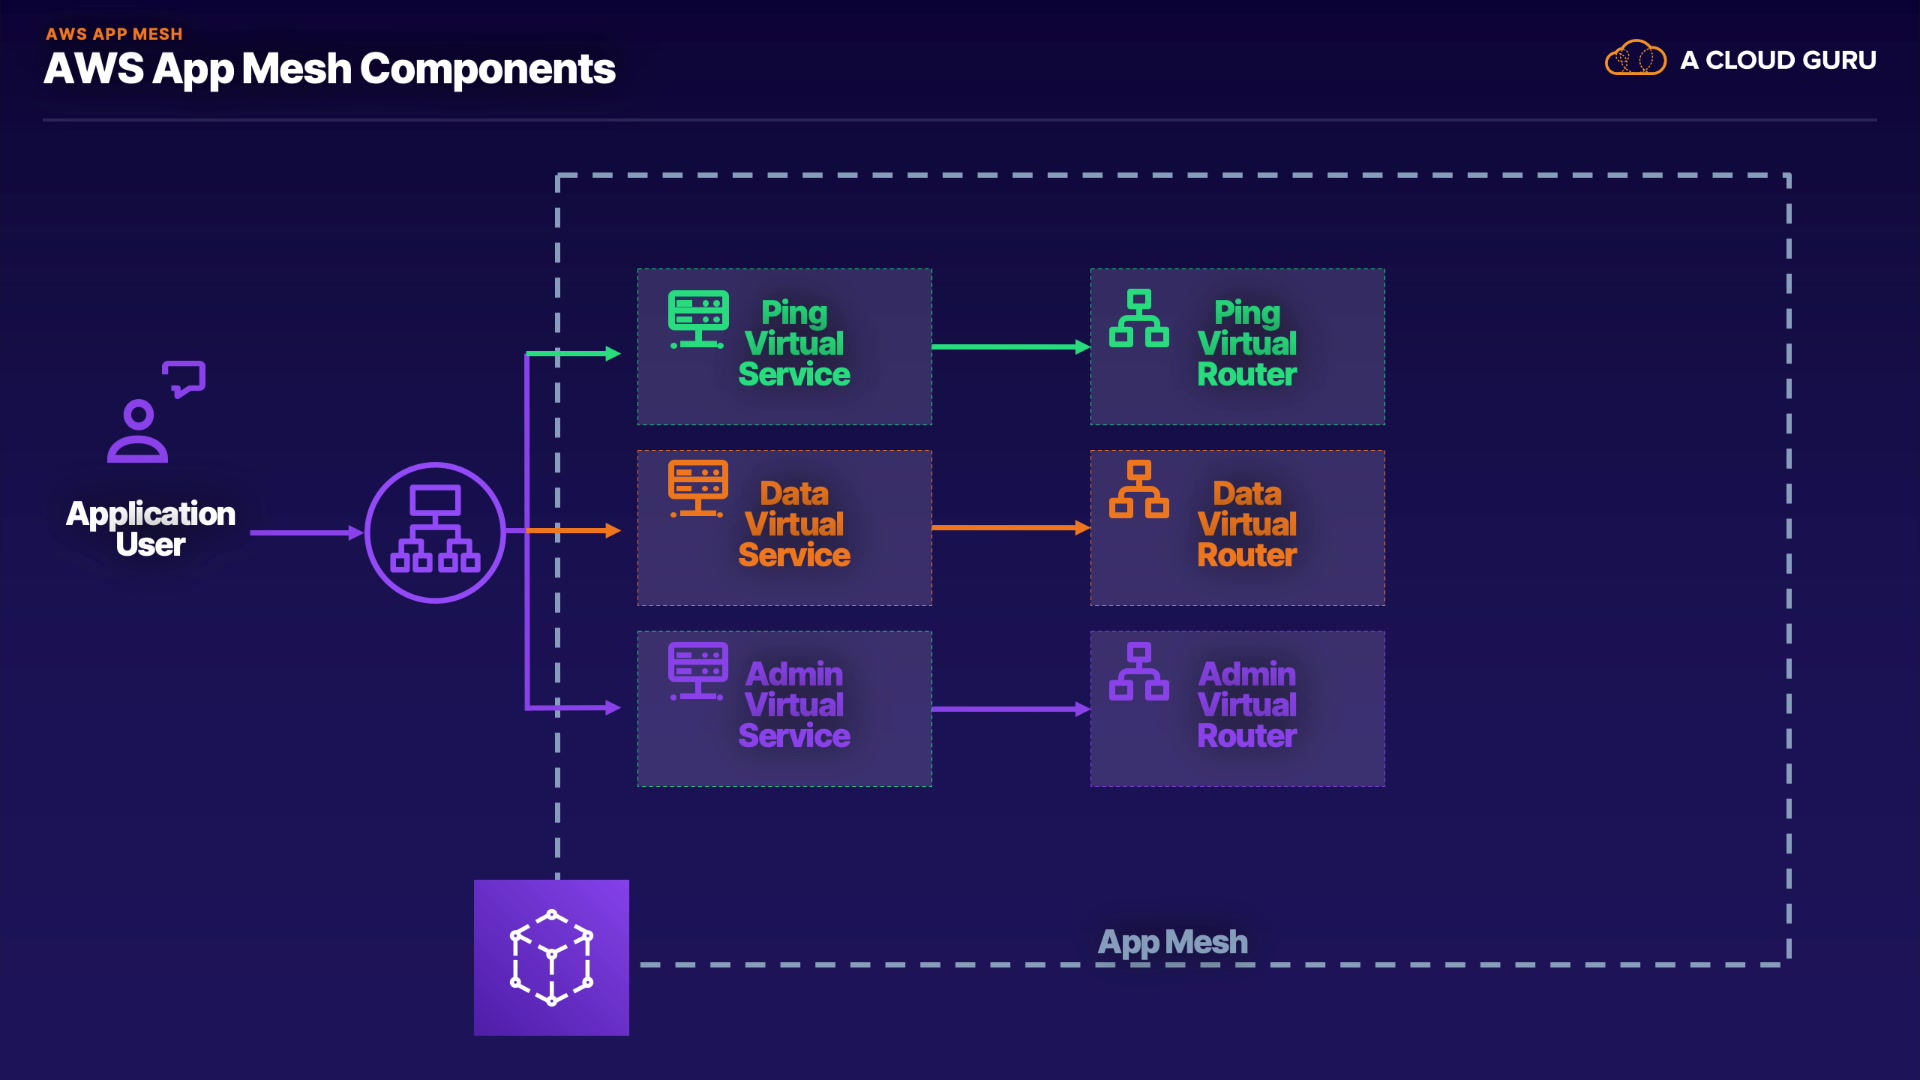 AWS APP MESH
AWS App Mesh Components
A CLOUD GURU
Application
User
Ping
Virtual
Service
Ping
Virtual
Router
Data
Virtual
Service
Data
Virtual
Router
Admin
Virtual
Service
Admin
Virtual
Router
App Mesh